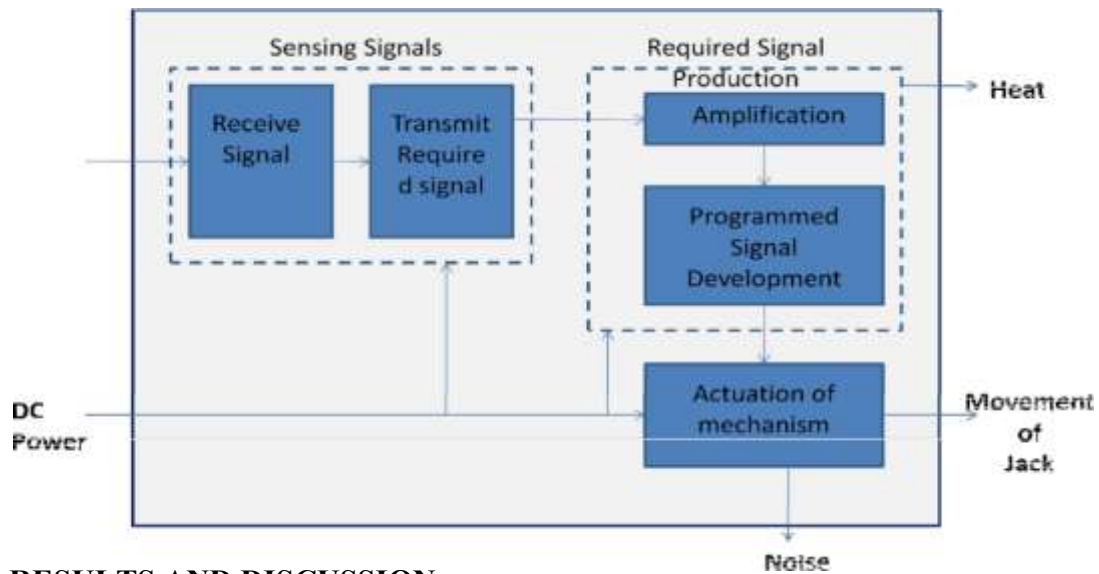 Sensing Signals
Required Signal
Production
Receive
Signal
Transmit
Require
d signal
Amplification
Heat
Programmed
Signal
Development
DC
Power
Actuation of
mechanism
Movement
of
Jack
Noise
RESULTS AND DISCUSSION